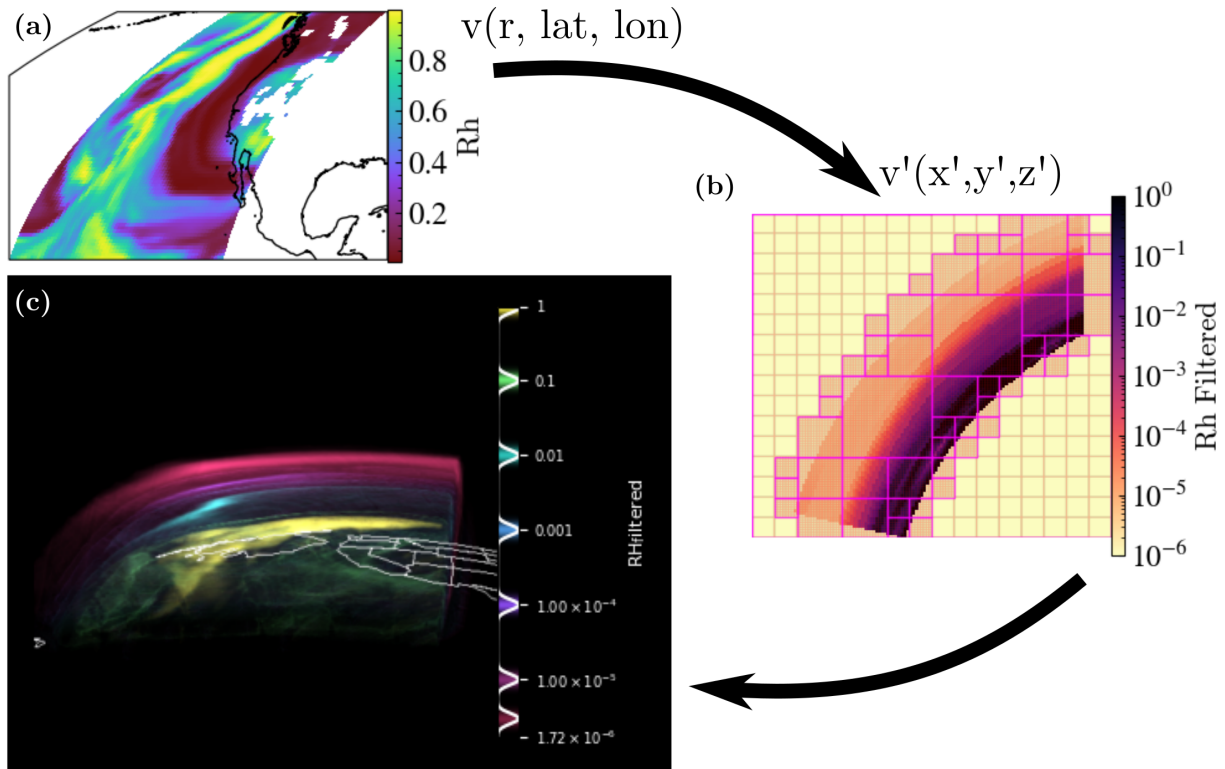 (a)
v(r, lat, lon)
0.8
0.6
0.4
0.2
Rh
v'(x',y',z')
(b)
10⁰
10⁻¹
10⁻²
10⁻³
10⁻⁴
10⁻⁵
10⁻⁶
Rh Filtered
(c)
1
0.1
0.01
0.001
1.00 × 10⁻⁴
1.00 × 10⁻⁵
1.72 × 10⁻⁶
RHfiltered